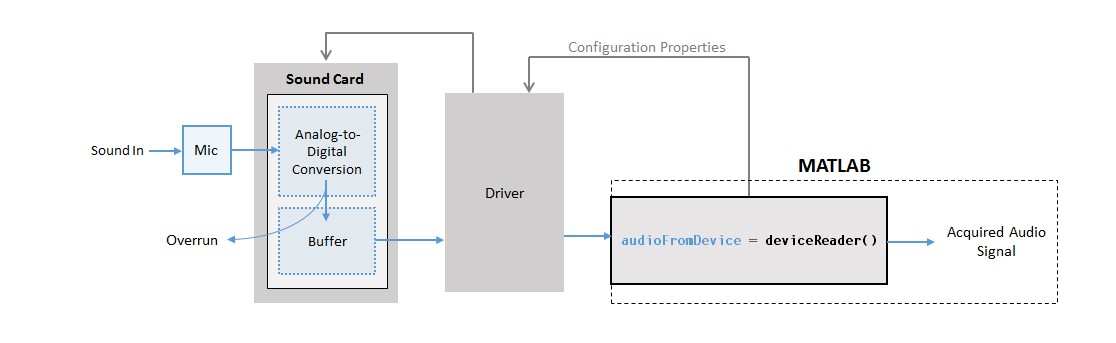 Configuration Properties
Sound Card
Analog-to-
Digital
Conversion
Sound In
Mic
MATLAB
Driver
Overrun
Buffer
audioFromDevice = deviceReader()
Acquired Audio
Signal